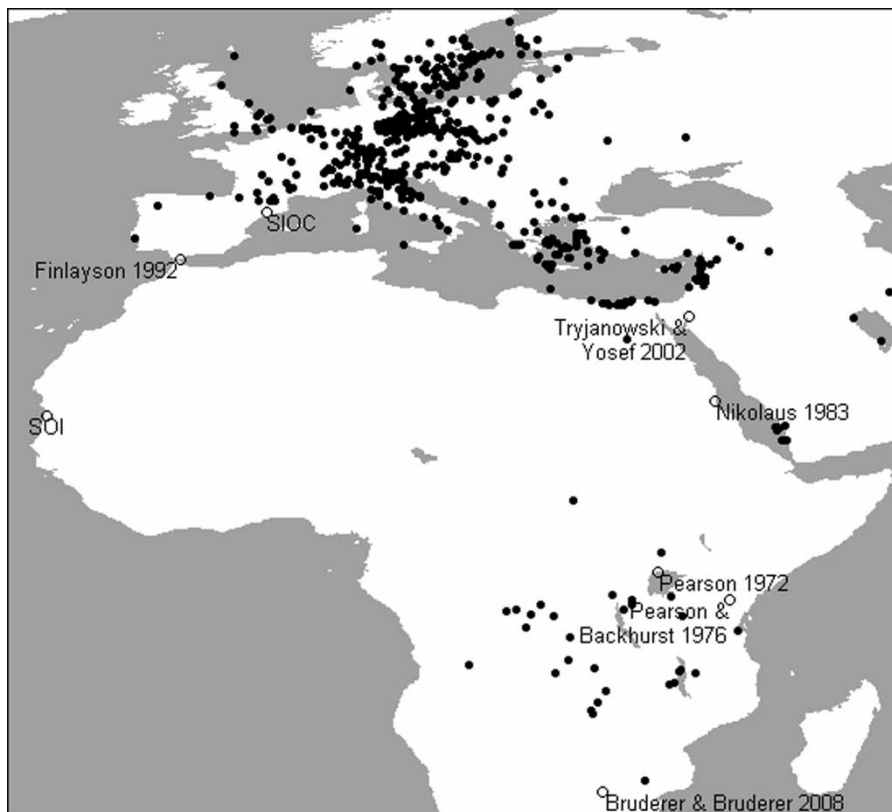 SIOC
Finlayson 1992
Tryjanowski &
Yosef 2002
Nikolaus 1983
SOI
Pearson 1972
Pearson &
Backhurst 1976
Bruderer & Bruderer 2008